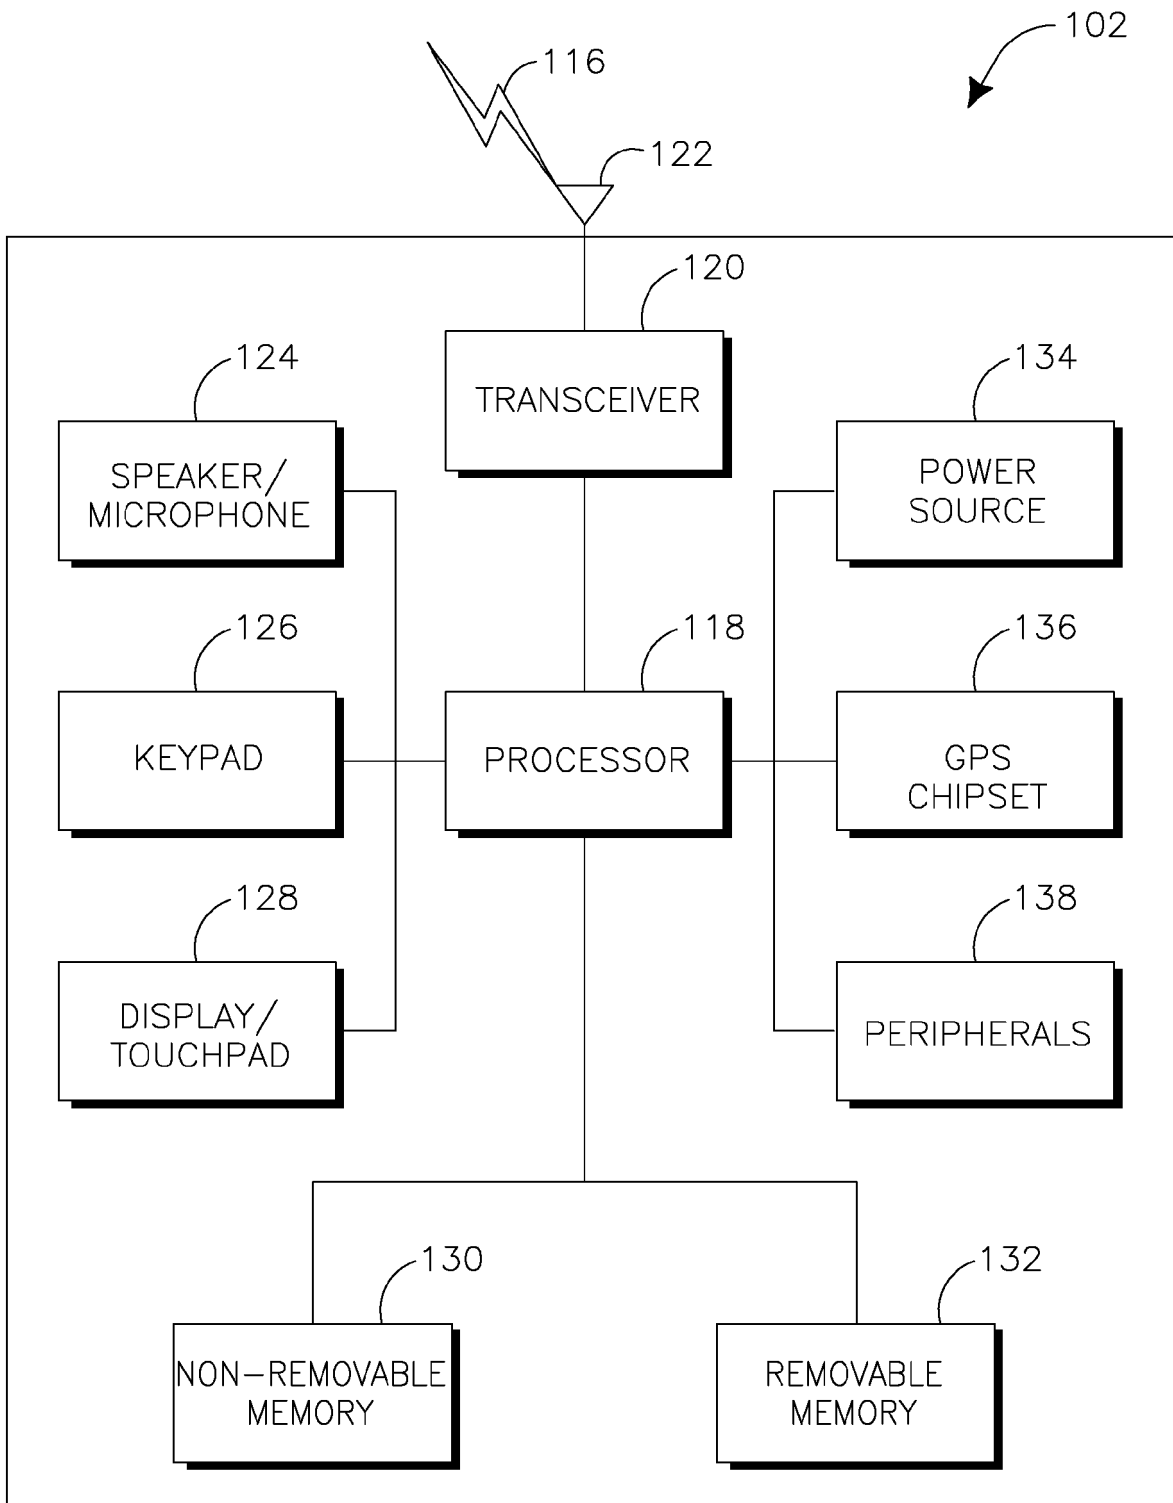 102
116
122
120
TRANSCEIVER
124
SPEAKER/
MICROPHONE
134
POWER
SOURCE
126
KEYPAD
118
PROCESSOR
136
GPS
CHIPSET
128
DISPLAY/
TOUCHPAD
138
PERIPHERALS
130
NON-REMOVABLE
MEMORY
132
REMOVABLE
MEMORY